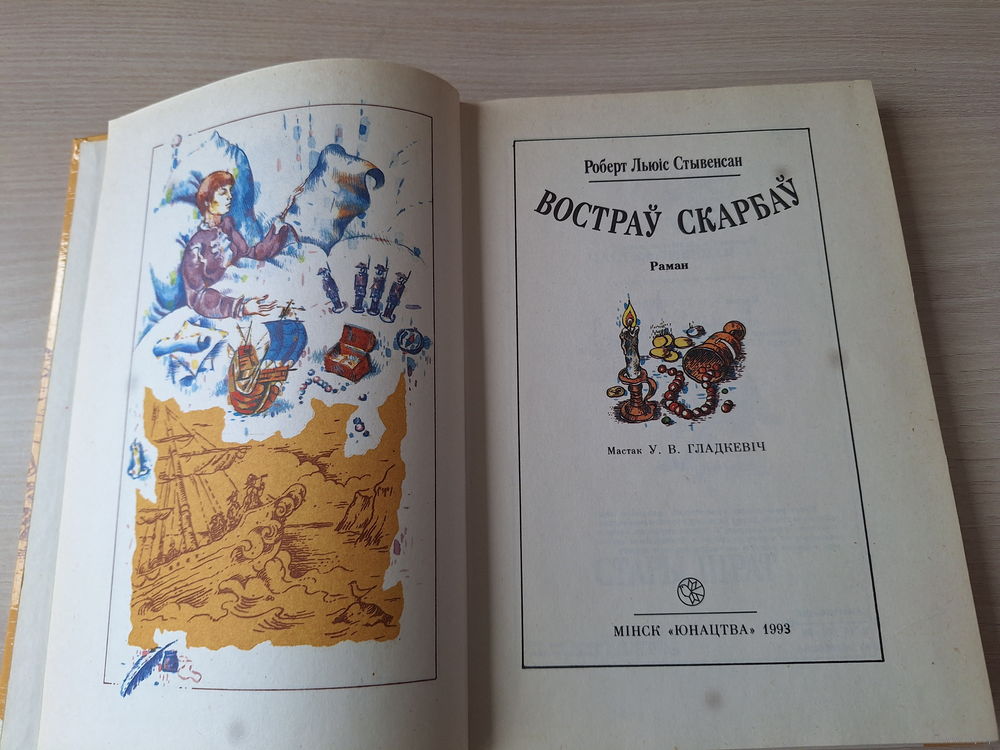 Роберт Льюіс Стывенсан
ВОСТРАЎ СКАРБАЎ
Раман
Мастак У. В. ГЛАДКЕВІЧ
МІНСК «ЮНАЦТВА» 1993